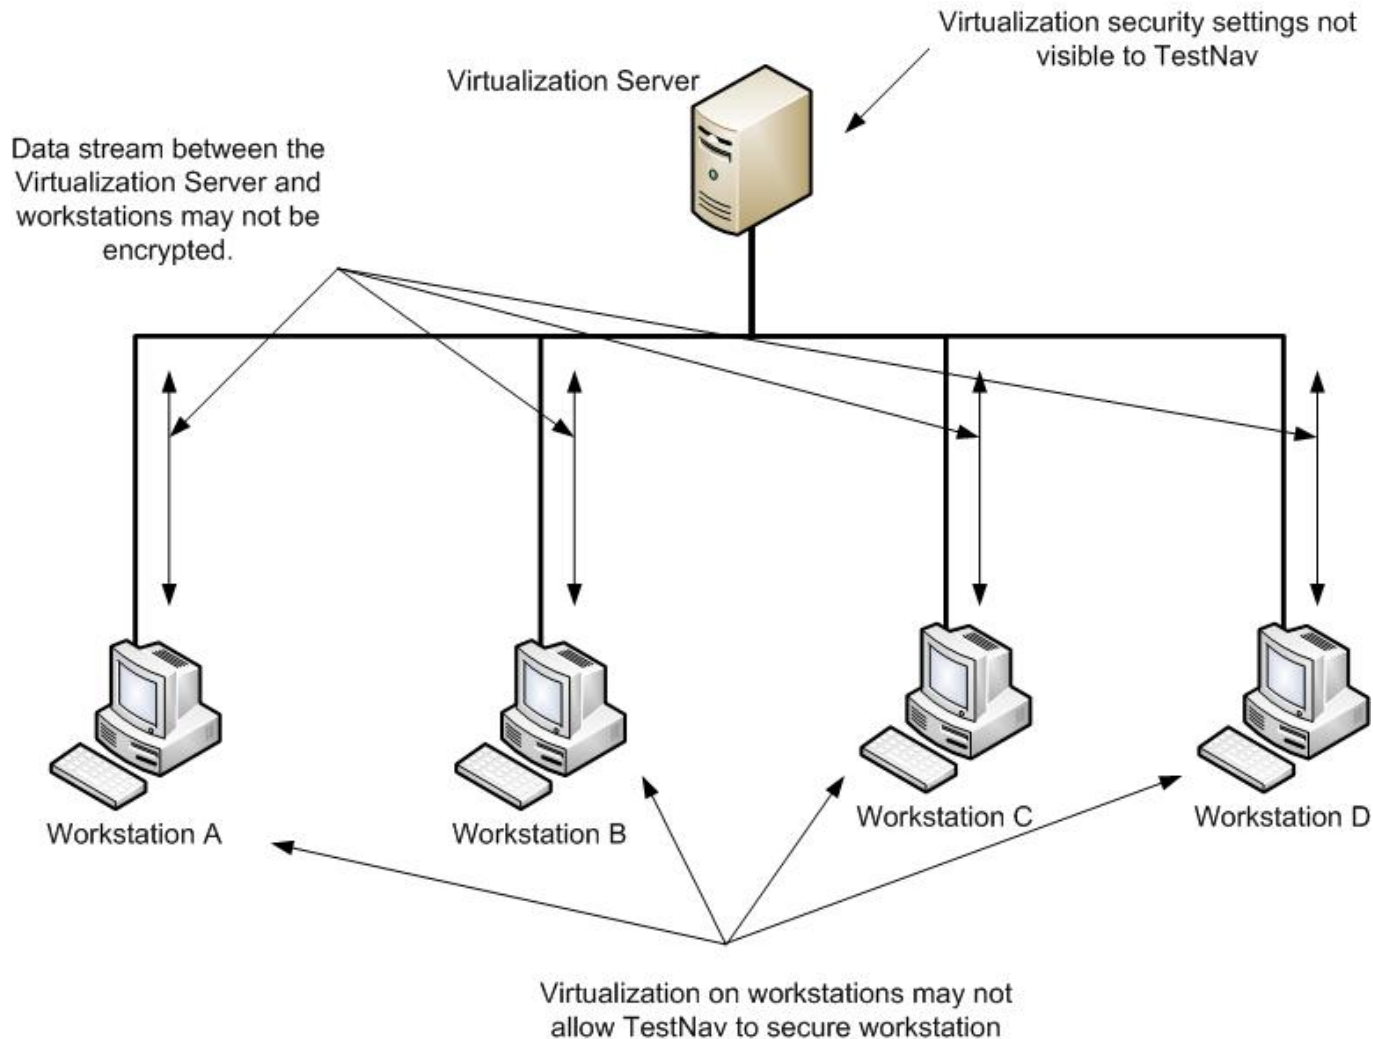 Virtualization security settings not
visible to TestNav
Virtualization Server
Data stream between the
Virtualization Server and
workstations may not be
encrypted.
Workstation A
Workstation B
Workstation C
Workstation D
Virtualization on workstations may not
allow TestNav to secure workstation